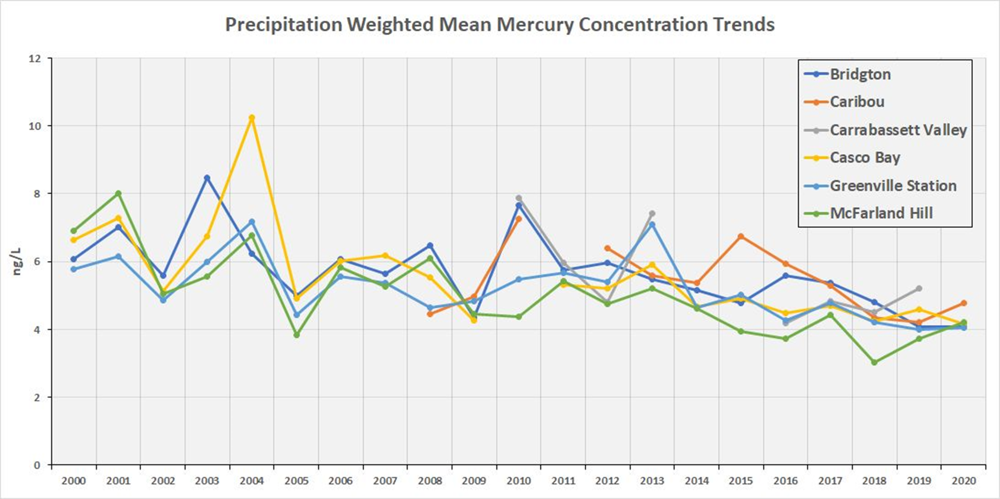 Precipitation Weighted Mean Mercury Concentration Trends
12
10
8
6
4
2
0
ng/L
Bridgton
Caribou
Carrabassett Valley
Casco Bay
Greenville Station
McFarland Hill
2000 2001 2002 2003 2004 2005 2006 2007 2008 2009 2010 2011 2012 2013 2014 2015 2016 2017 2018 2019 2020